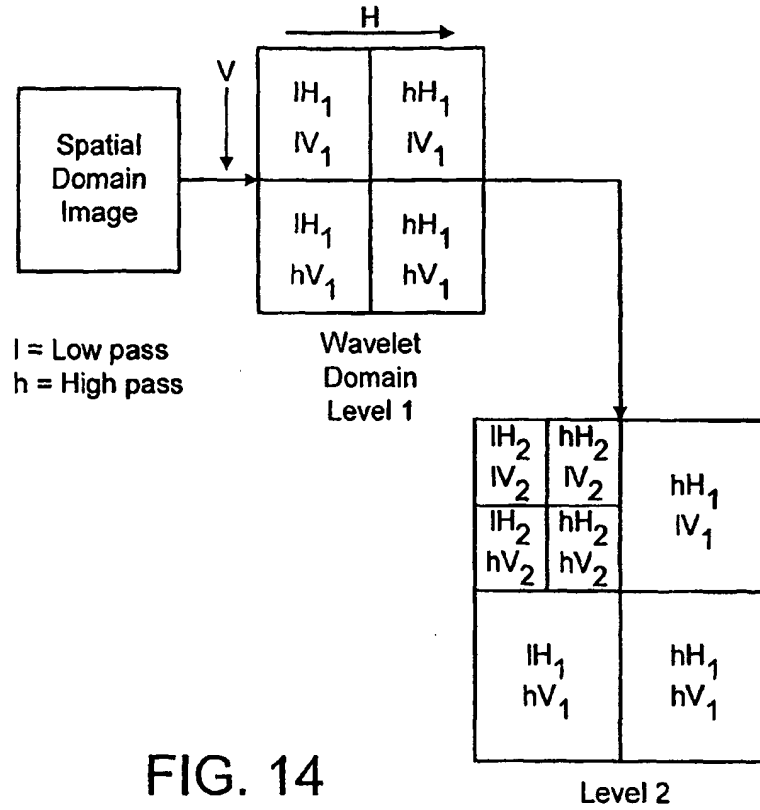 H
V
Spatial
Domain
Image
lH1
lV1
hH1
lV1
lH1
hV1
hH1
hV1
l = Low pass
h = High pass
Wavelet
Domain
Level 1
lH2
lV2
hH2
lV2
lH2
hV2
hH2
hV2
hH1
lV1
lH1
hV1
hH1
hV1
FIG. 14
Level 2